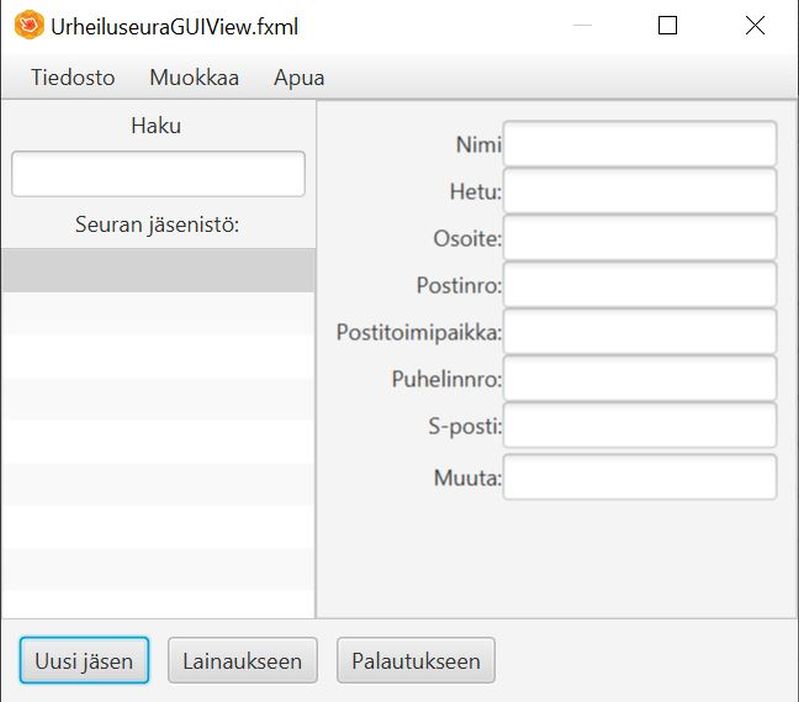 UrheiluseuraGUIView.fxml
Tiedosto Muokkaa Apua
Haku
Seuran jäsenistö:
Nimi
Hetu:
Osoite:
Postinro:
Postitoimipaikka:
Puhelinnro:
S-posti:
Muuta:
Uusi jäsen Lainaukseen Palautukseen